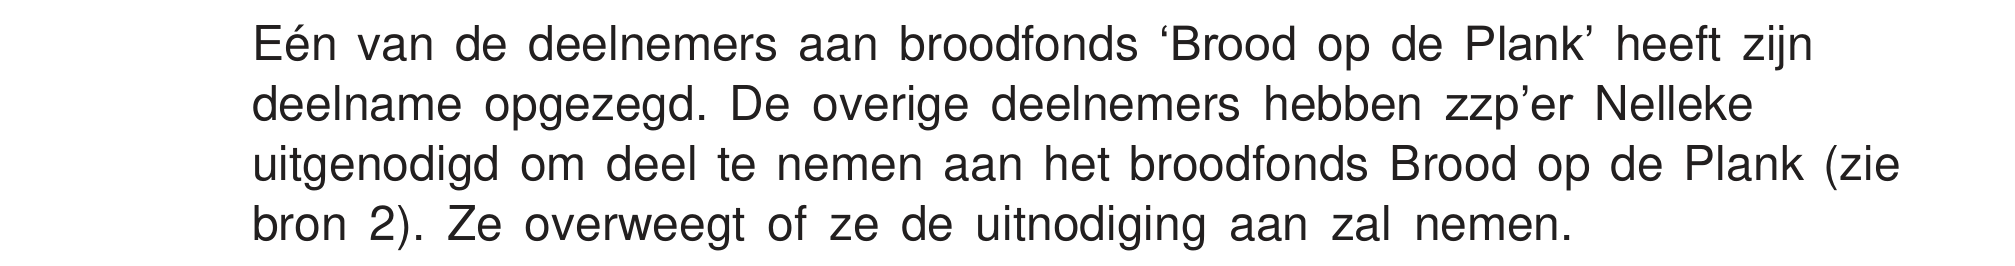 Eén van de deelnemers aan broodfonds ‘Brood op de Plank’ heeft zijn
deelname opgezegd. De overige deelnemers hebben zzp’er Nelleke
uitgenodigd om deel te nemen aan het broodfonds Brood op de Plank (zie
bron 2). Ze overweegt of ze de uitnodiging aan zal nemen.